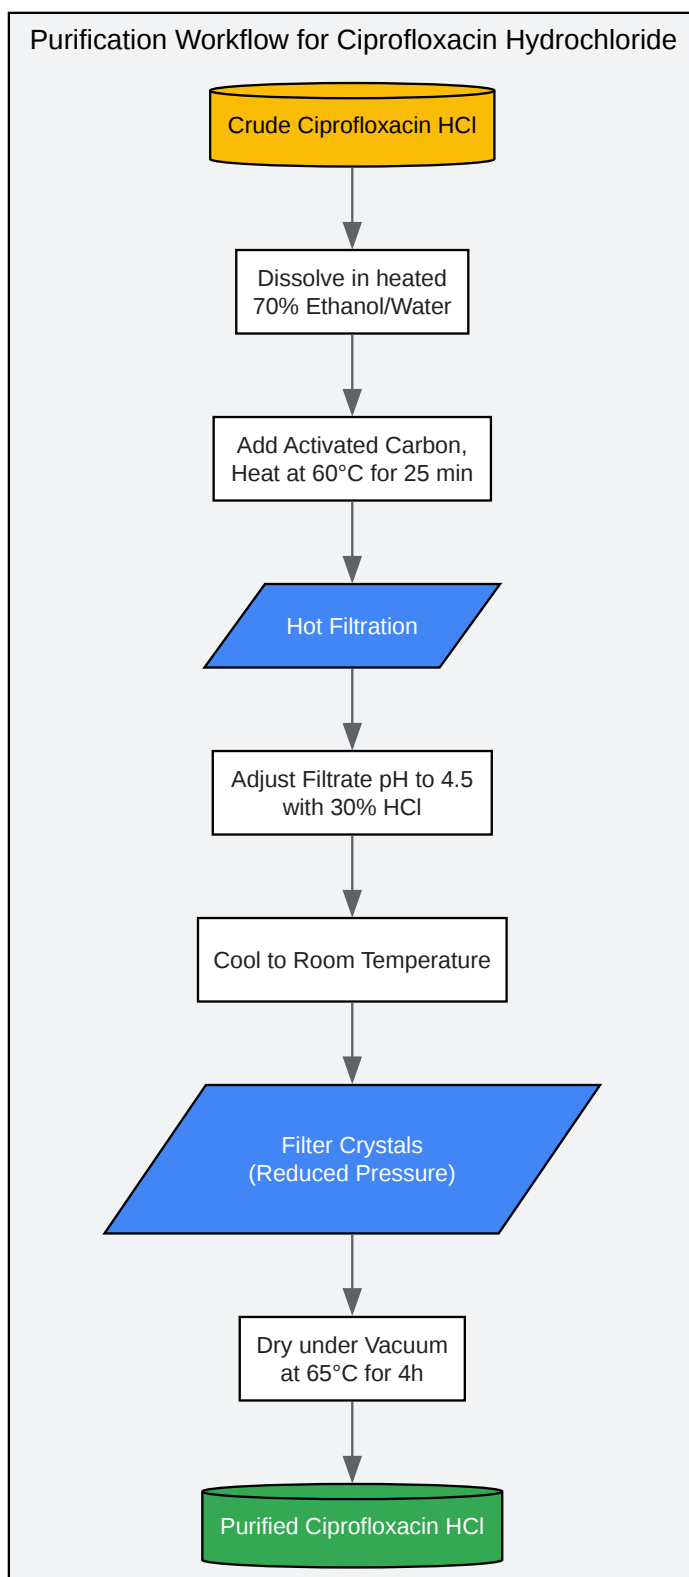 Purification Workflow for Ciprofloxacin Hydrochloride
Crude Ciprofloxacin HCl
Dissolve in heated
70% Ethanol/Water
Add Activated Carbon,
Heat at 60°C for 25 min
Hot Filtration
Adjust Filtrate pH to 4.5
with 30% HCl
Cool to Room Temperature
Filter Crystals
(Reduced Pressure)
Dry under Vacuum
at 65°C for 4h
Purified Ciprofloxacin HCl